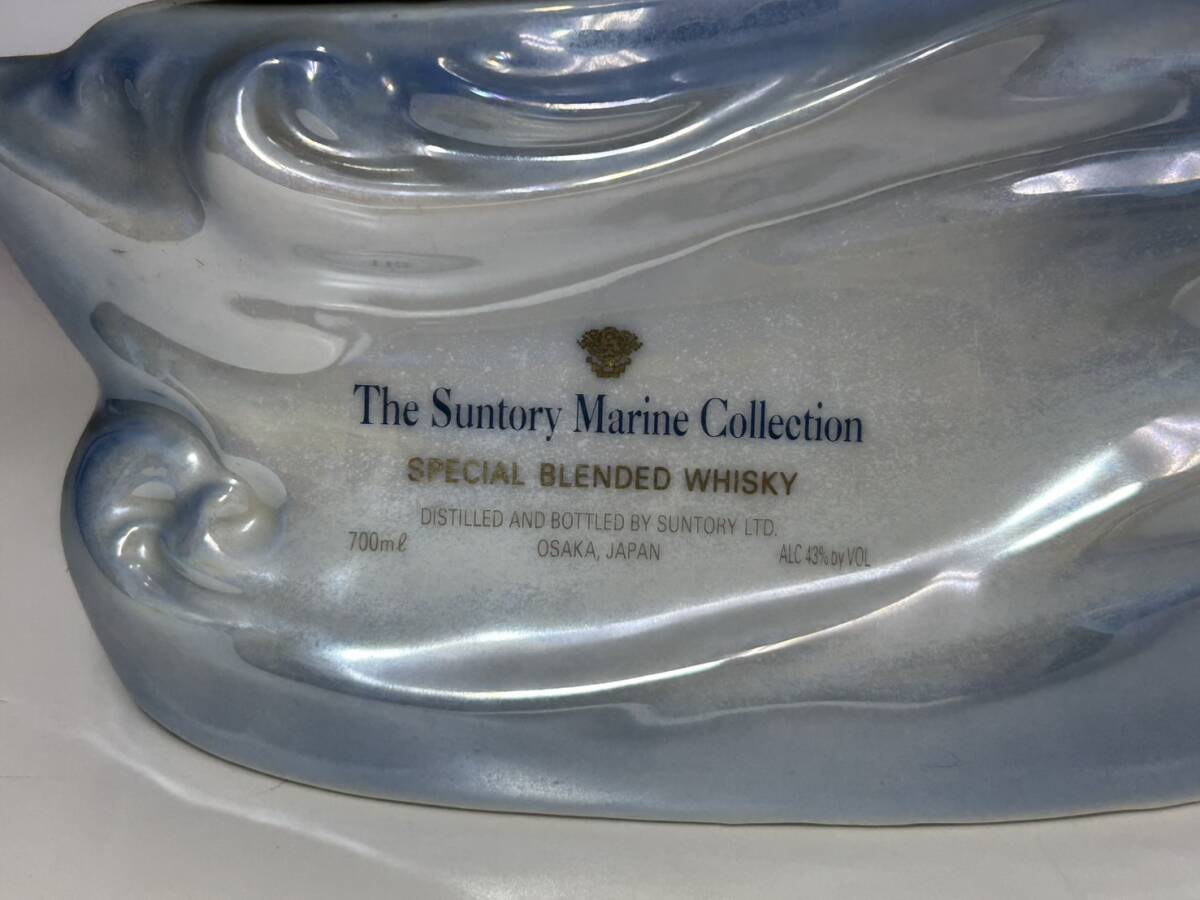 The Suntory Marine Collection
SPECIAL BLENDED WHISKY
DISTILLED AND BOTTLED BY SUNTORY LTD.
700mℓ OSAKA, JAPAN ALC 43% by VOL